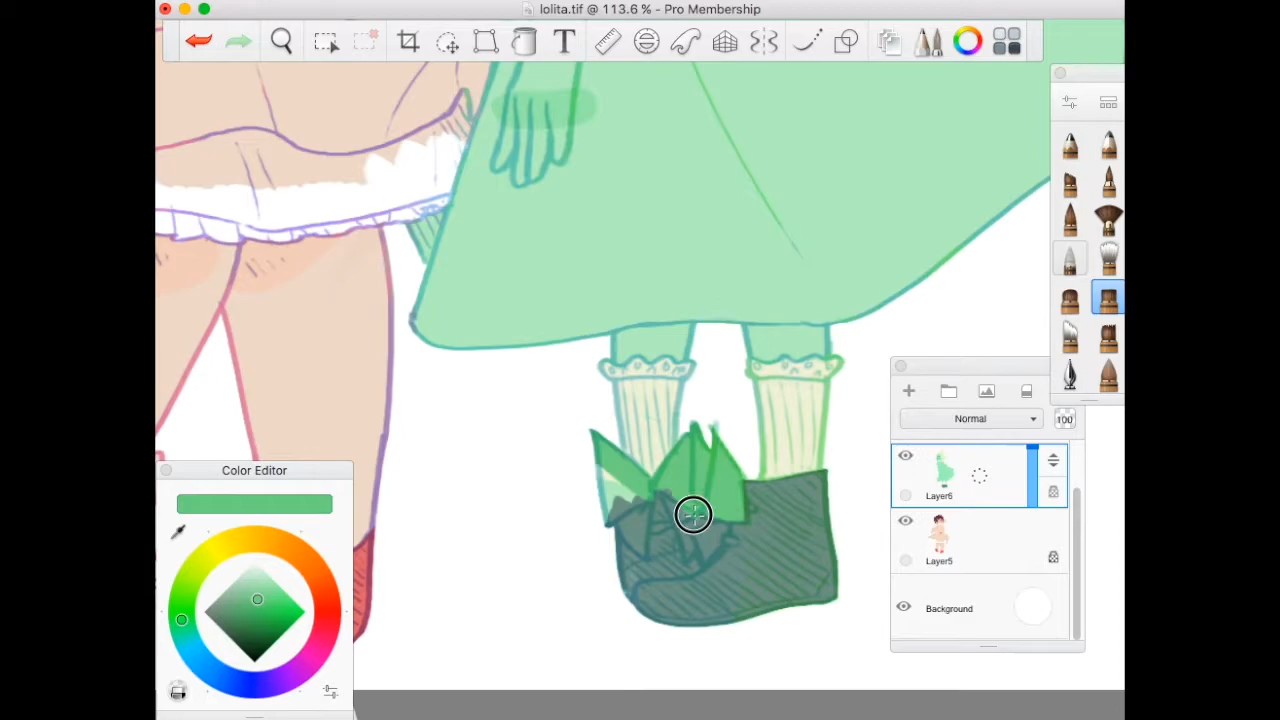 lolita.tif @ 113.6 % - Pro Membership
T
Normal
100
Layer6
Layer5
Background
Color Editor